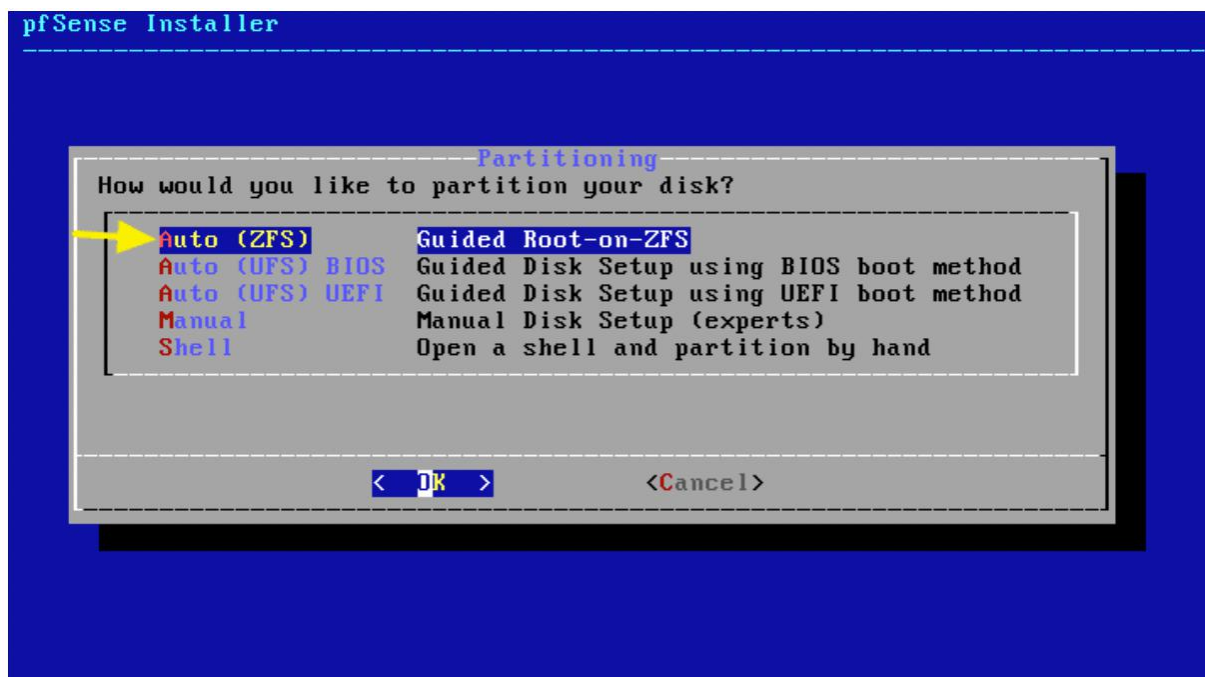 pfSense Installer
Partitioning
How would you like to partition your disk?
Auto (ZFS) Guided Root-on-ZFS
Auto (UFS) BIOS Guided Disk Setup using BIOS boot method
Auto (UFS) UEFI Guided Disk Setup using UEFI boot method
Manual Manual Disk Setup (experts)
Shell Open a shell and partition by hand
< OK > <Cancel>